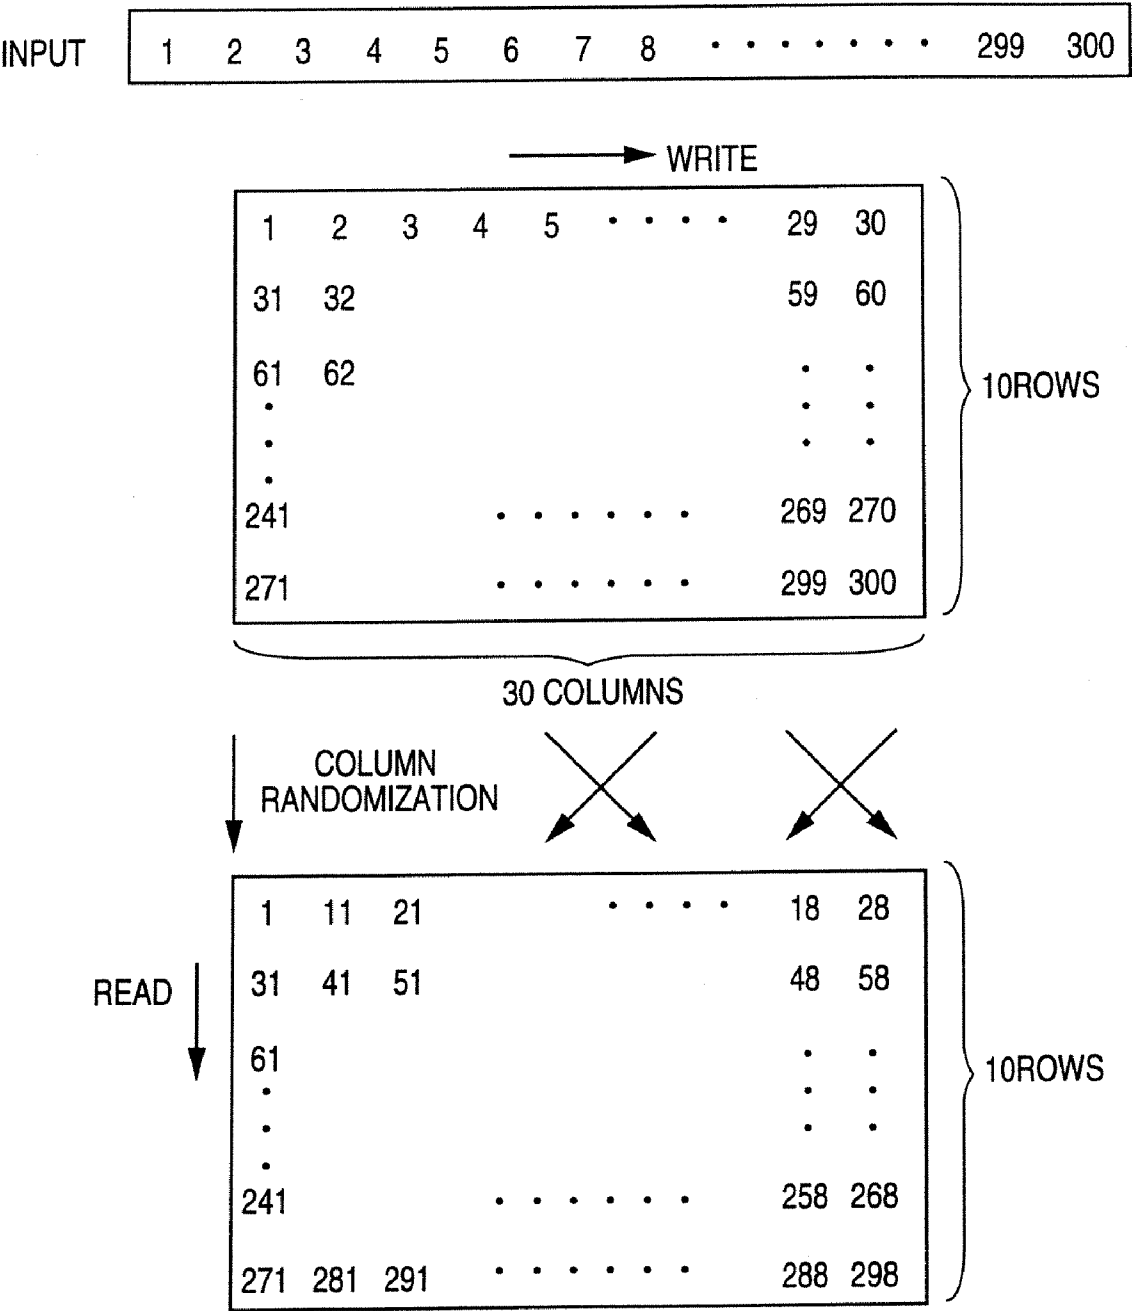 INPUT 1 2 3 4 5 6 7 8 · · · · · · · 299 300
WRITE
1 2 3 4 5 · · · · 29 30
31 32 59 60
61 62 · ·
· · ·
· · ·
·
241 · · · · · · 269 270
271 · · · · · · 299 300
10ROWS
30 COLUMNS
COLUMN
RANDOMIZATION
1 11 21 · · · · 18 28
31 41 51 48 58
READ
61 · ·
· · ·
· · ·
·
241 · · · · · · 258 268
271 281 291 · · · · · · 288 298
10ROWS